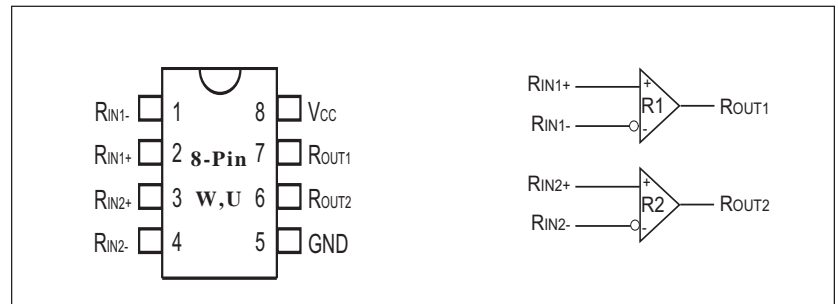 RIN1- 1 8 VCC
RIN1+ 2 8-Pin 7 ROUT1
RIN2+ 3 W,U 6 ROUT2
RIN2- 4 5 GND
RIN1+ + R1 ROUT1
RIN1- -
RIN2+ + R2 ROUT2
RIN2- -